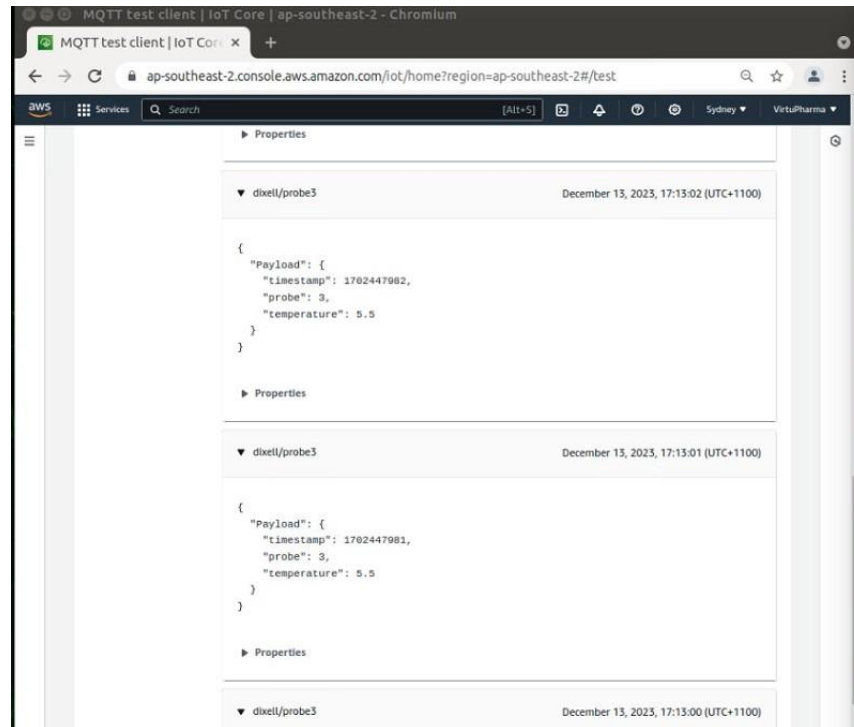 MQTT test client | IoT Core | ap-southeast-2 - Chromium
MQTT test client | IoT Cor
ap-southeast-2.console.aws.amazon.com/iot/home?region=ap-southeast-2#/test
aws Services Search [Alt+S] Sydney VirtuPharma
Properties
dixell/probe3 December 13, 2023, 17:13:02 (UTC+1100)
{
"Payload": {
"timestamp": 1702447982,
"probe": 3,
"temperature": 5.5
}
}
Properties
dixell/probe3 December 13, 2023, 17:13:01 (UTC+1100)
{
"Payload": {
"timestamp": 1702447981,
"probe": 3,
"temperature": 5.5
}
}
Properties
dixell/probe3 December 13, 2023, 17:13:00 (UTC+1100)